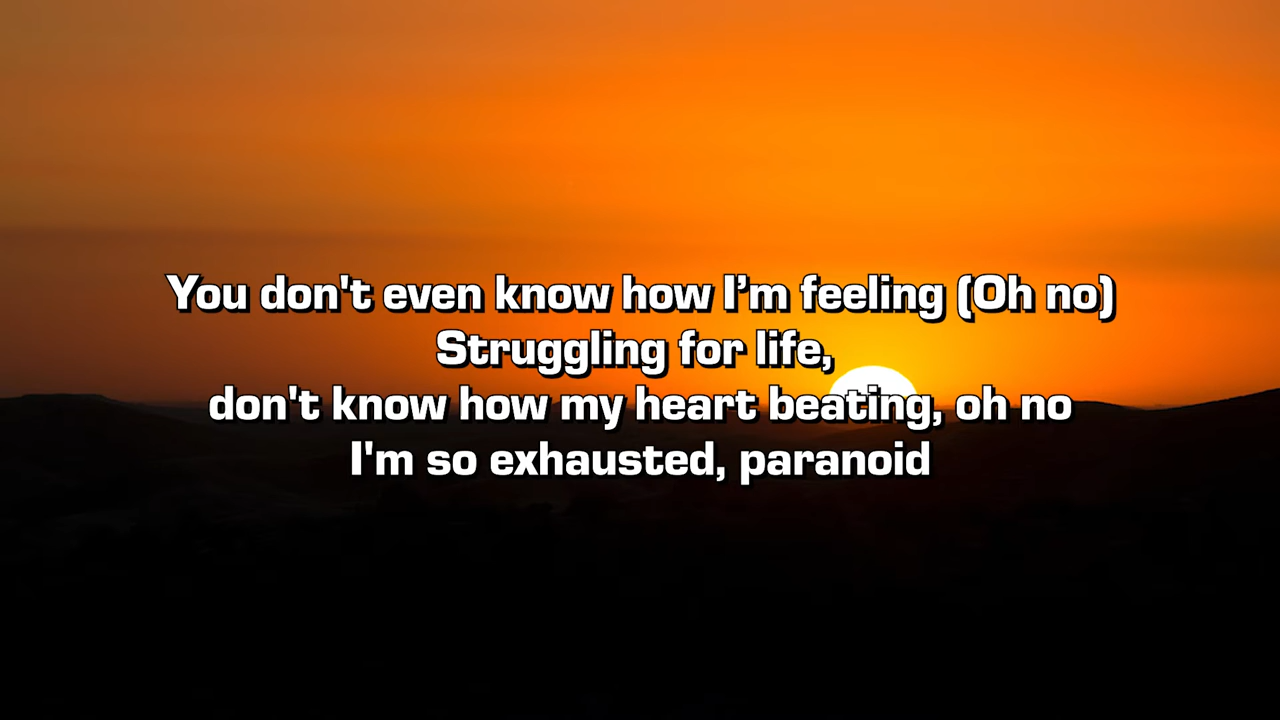 You don't even know how I’m feeling (Oh no)
Struggling for life,
don't know how my heart beating, oh no
I'm so exhausted, paranoid